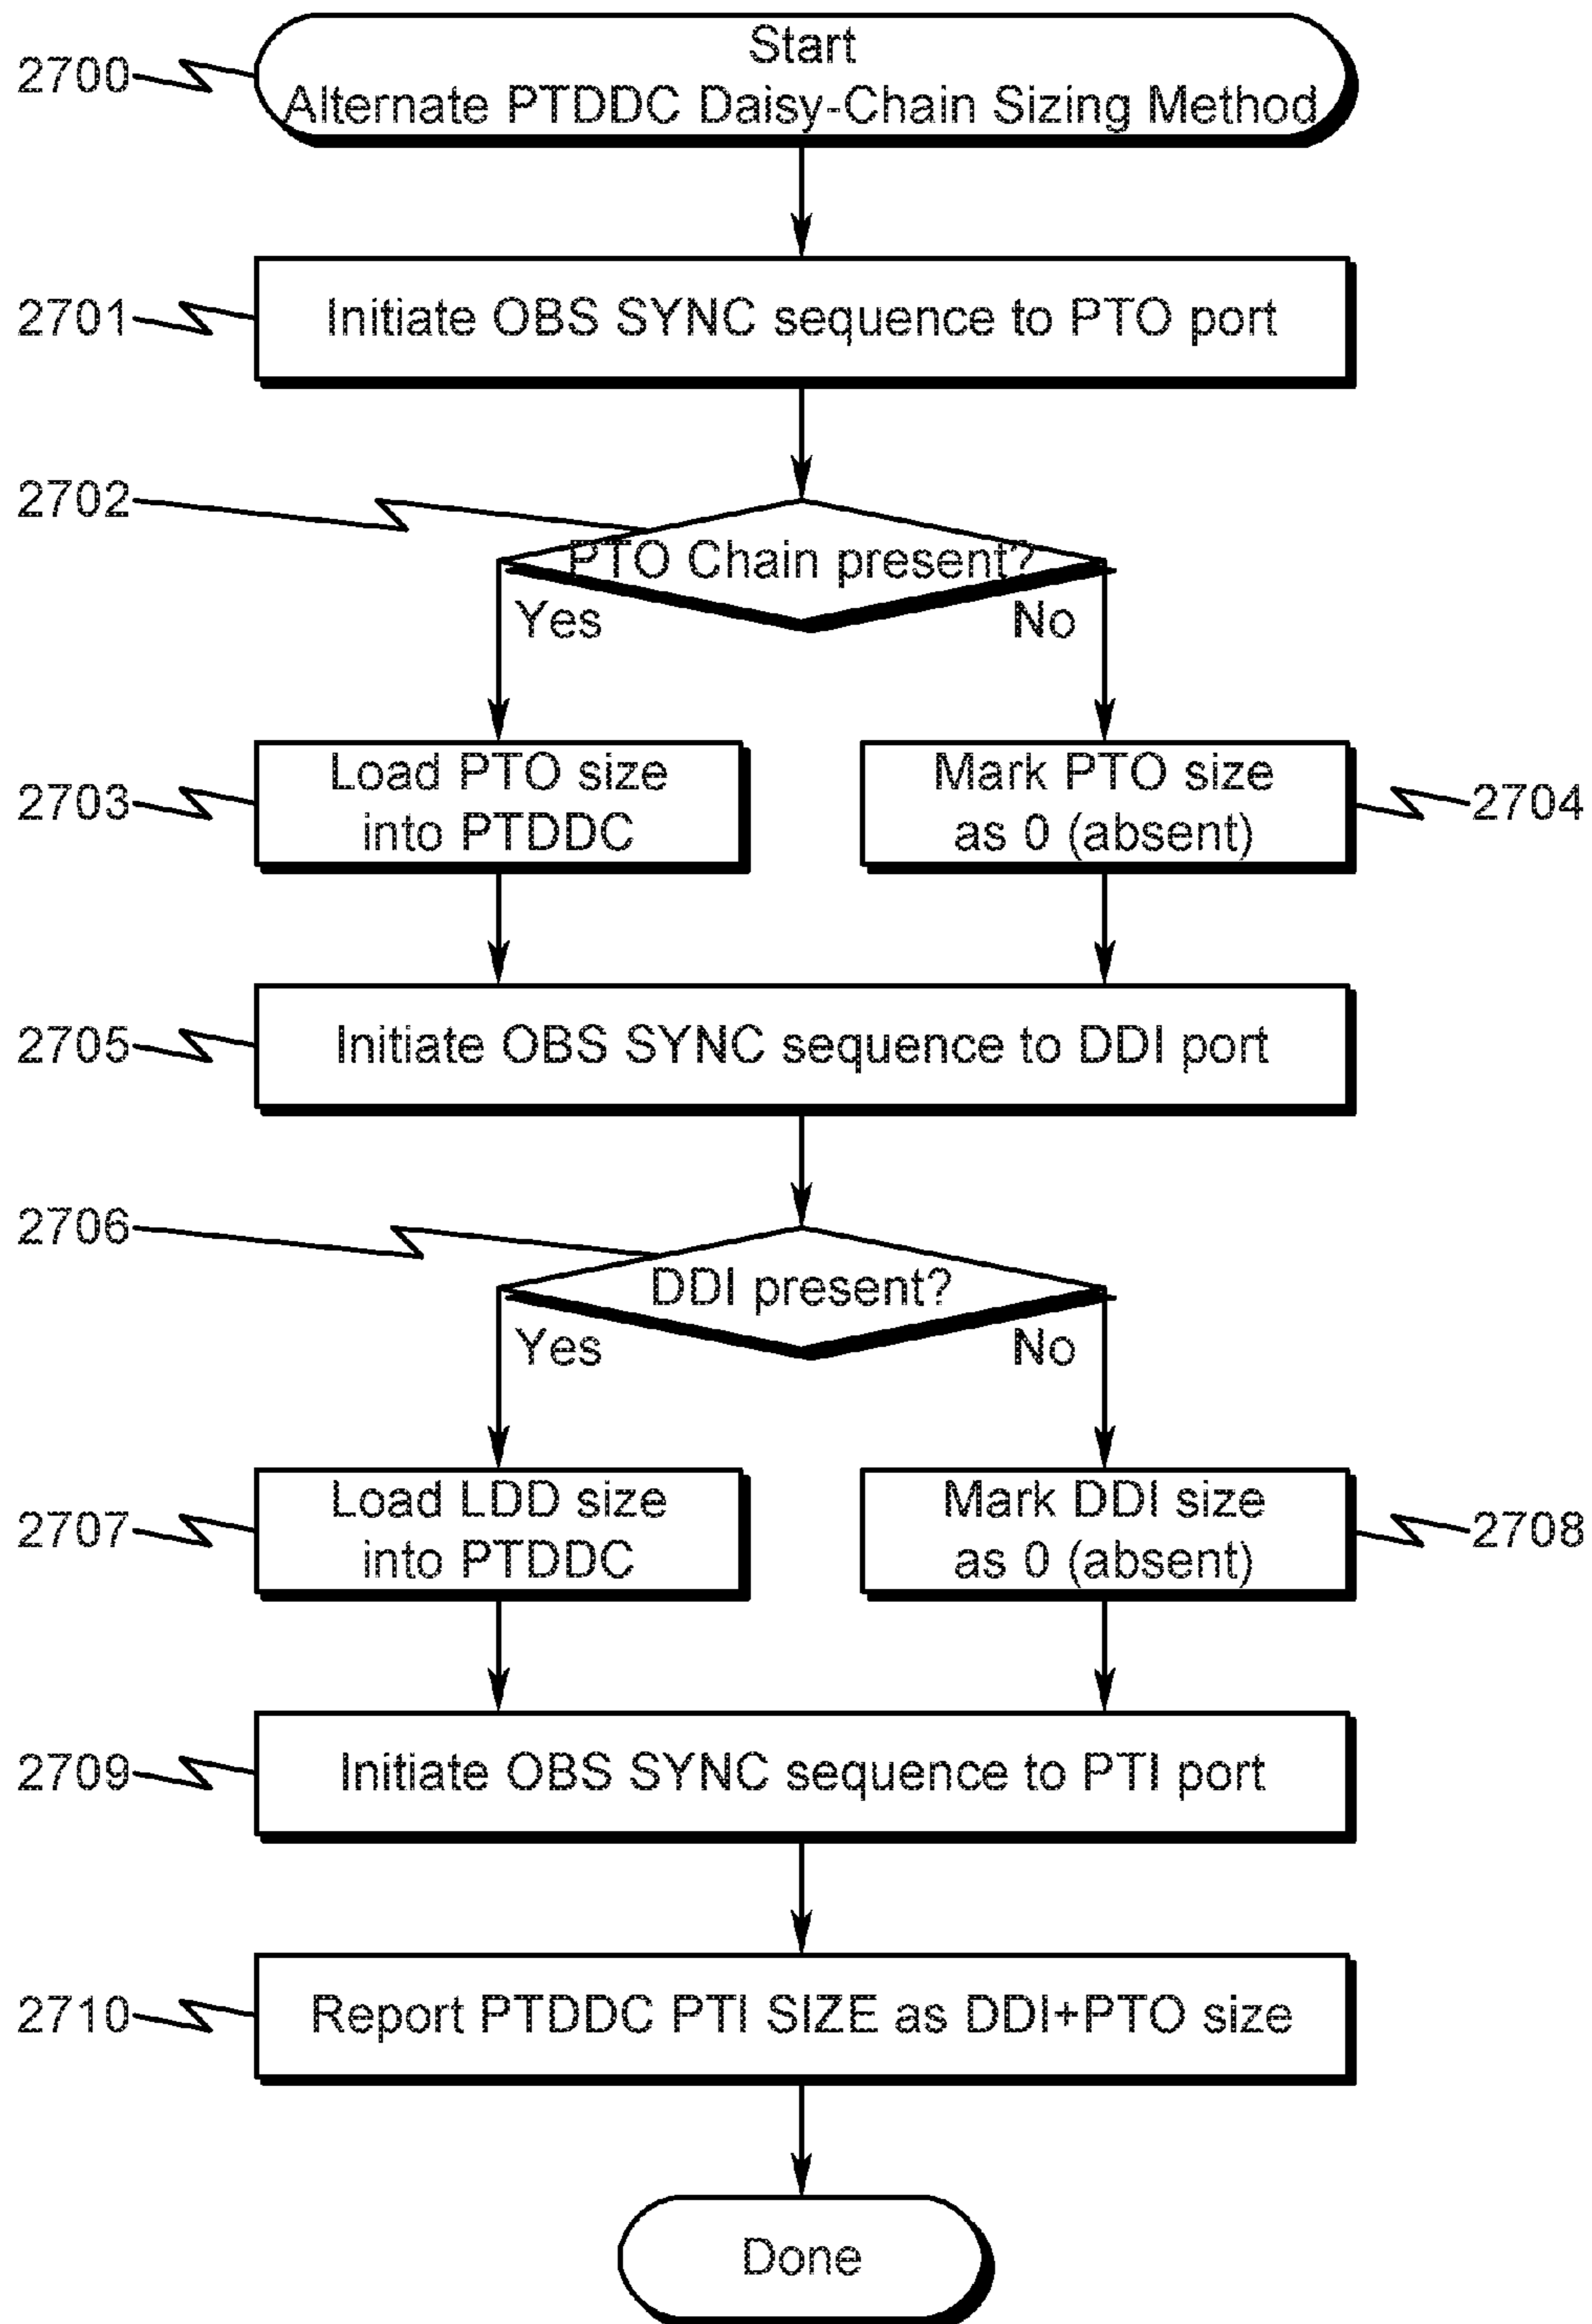 Start
2700
Alternate PTDDC Daisy-Chain Sizing Method
2701
Initiate OBS SYNC sequence to PTO port
2702
PTO Chain present?
Yes
No
2703
Load PTO size
into PTDDC
Mark PTO size
as 0 (absent)
2704
2705
Initiate OBS SYNC sequence to DDI port
2706
DDI present?
Yes
No
2707
Load LDD size
into PTDDC
Mark DDI size
as 0 (absent)
2708
2709
Initiate OBS SYNC sequence to PTI port
2710
Report PTDDC PTI SIZE as DDI+PTO size
Done